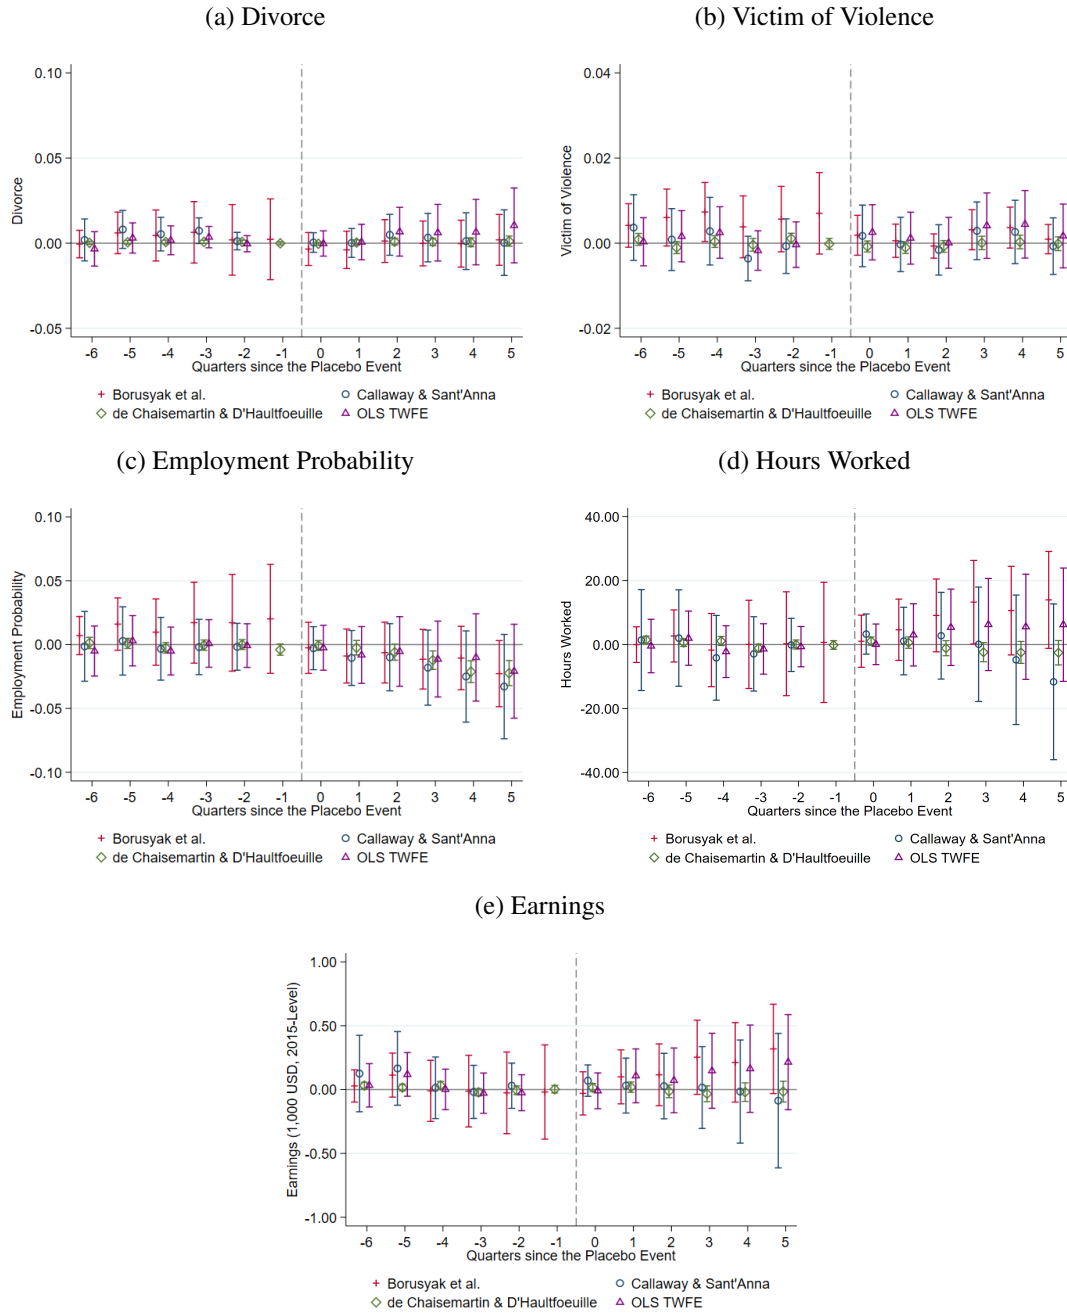 (a) Divorce
(b) Victim of Violence
0.10
0.05
0.00
-0.05
Divorce
-6 -5 -4 -3 -2 -1 0 1 2 3 4 5
Quarters since the Placebo Event
Borusyak et al.
Callaway & Sant'Anna
de Chaisemartin & D'Haultfoeuille
OLS TWFE
0.04
0.02
0.00
-0.02
Victim of Violence
-6 -5 -4 -3 -2 -1 0 1 2 3 4 5
Quarters since the Placebo Event
Borusyak et al.
Callaway & Sant'Anna
de Chaisemartin & D'Haultfoeuille
OLS TWFE
(c) Employment Probability
(d) Hours Worked
0.10
0.05
0.00
-0.05
-0.10
Employment Probability
-6 -5 -4 -3 -2 -1 0 1 2 3 4 5
Quarters since the Placebo Event
Borusyak et al.
Callaway & Sant'Anna
de Chaisemartin & D'Haultfoeuille
OLS TWFE
40.00
20.00
0.00
-20.00
-40.00
Hours Worked
-6 -5 -4 -3 -2 -1 0 1 2 3 4 5
Quarters since the Placebo Event
Borusyak et al.
Callaway & Sant'Anna
de Chaisemartin & D'Haultfoeuille
OLS TWFE
(e) Earnings
1.00
0.50
0.00
-0.50
-1.00
Earnings (1,000 USD, 2015-Level)
-6 -5 -4 -3 -2 -1 0 1 2 3 4 5
Quarters since the Placebo Event
Borusyak et al.
Callaway & Sant'Anna
de Chaisemartin & D'Haultfoeuille
OLS TWFE